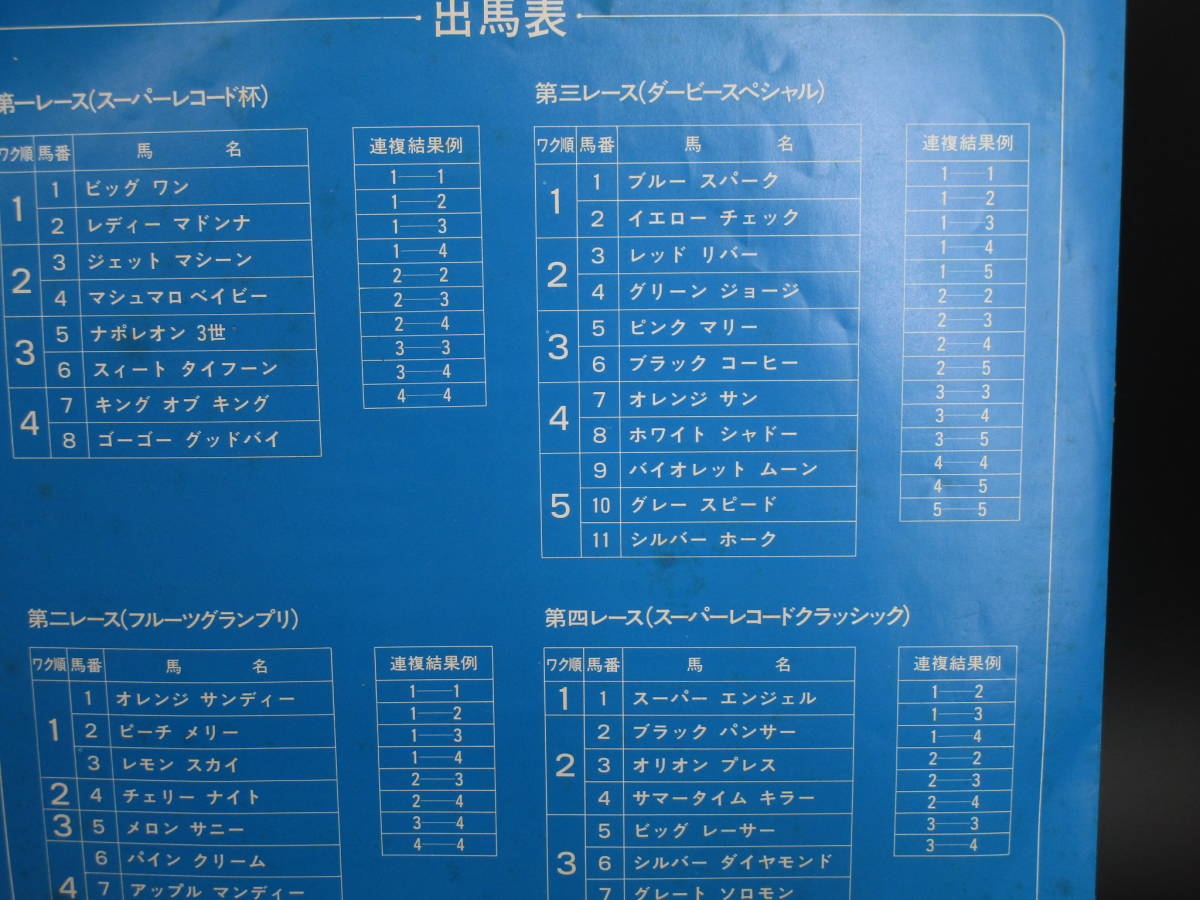 出馬表
第一レース(スーパーレコード杯)
ワク順 馬番 馬名
1 1 ビッグ ワン
2 レディー マドンナ
2 3 ジェット マシーン
4 マシュマロ ベイビー
3 5 ナポレオン 3世
6 スィート タイフーン
4 7 キング オブ キング
8 ゴーゴー グッドバイ
連複結果例
1―1
1―2
1―3
1―4
2―2
2―3
2―4
3―3
3―4
4―4
第三レース(ダービースペシャル)
ワク順 馬番 馬名
1 1 ブルー スパーク
2 イエロー チェック
2 3 レッド リバー
4 グリーン ジョージ
3 5 ピンク マリー
6 ブラック コーヒー
4 7 オレンジ サン
8 ホワイト シャドー
5 9 バイオレット ムーン
10 グレー スピード
11 シルバー ホーク
連複結果例
1―1
1―2
1―3
1―4
1―5
2―2
2―3
2―4
2―5
3―3
3―4
3―5
4―4
4―5
5―5
第二レース(フルーツグランプリ)
ワク順 馬番 馬名
1 1 オレンジ サンディー
2 ピーチ メリー
3 レモン スカイ
2 4 チェリー ナイト
3 5 メロン サニー
4 6 パイン クリーム
7 アップル マンディー
連複結果例
1―1
1―2
1―3
1―4
2―3
2―4
3―4
4―4
第四レース(スーパーレコードクラッシック)
ワク順 馬番 馬名
1 1 スーパー エンジェル
2 2 ブラック パンサー
3 オリオン プレス
4 サマータイム キラー
3 5 ビッグ レーサー
6 シルバー ダイヤモンド
7 グレート ソロモン
連複結果例
1―2
1―3
1―4
2―2
2―3
2―4
3―3
3―4